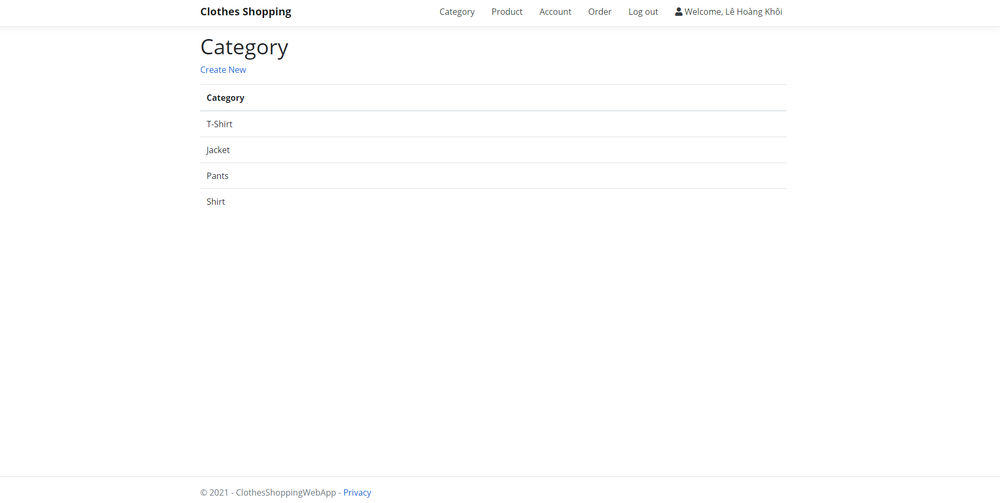 Clothes Shopping Category Product Account Order Log out Welcome, Lê Hoàng Khôi
Category
Create New
Category
T-Shirt
Jacket
Pants
Shirt
© 2021 - ClothesShoppingWebApp - Privacy